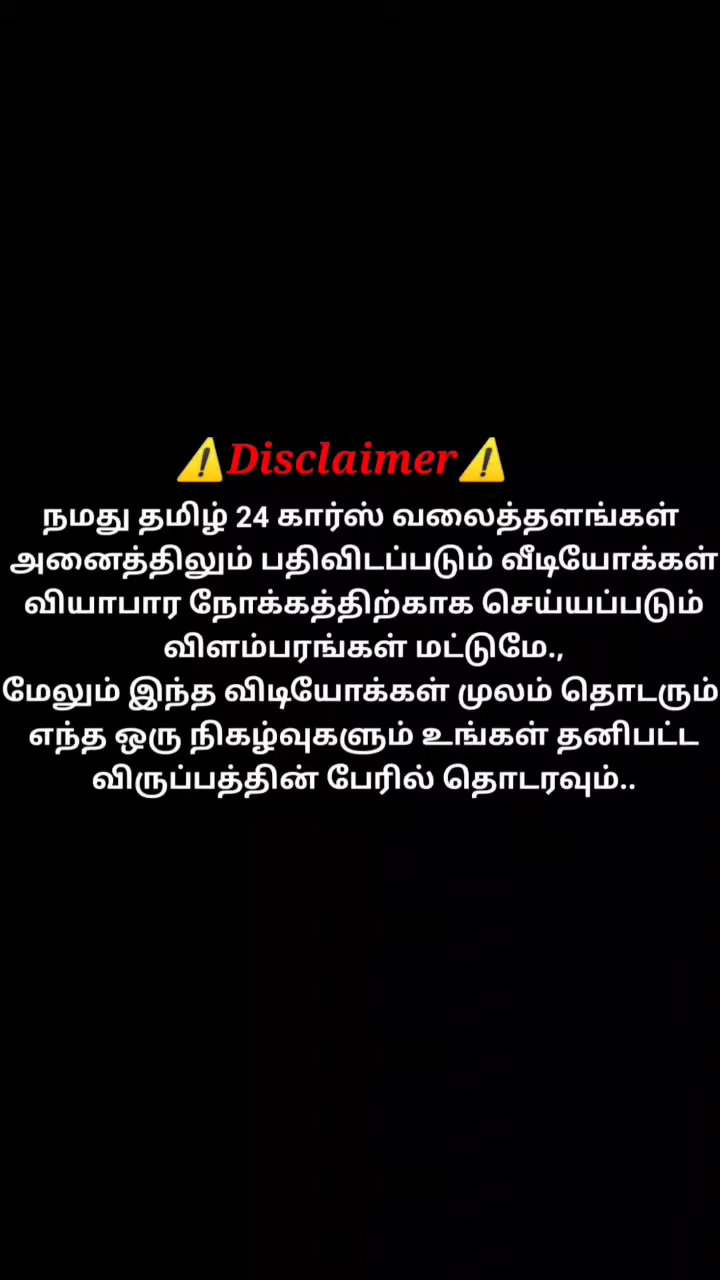 ⚠️Disclaimer⚠️
நமது தமிழ் 24 கார்ஸ் வலைத்தளங்கள்
அனைத்திலும் பதிவிடப்படும் வீடியோக்கள்
வியாபார நோக்கத்திற்காக செய்யப்படும்
விளம்பரங்கள் மட்டுமே.,
மேலும் இந்த விடியோக்கள் முலம் தொடரும்
எந்த ஒரு நிகழ்வுகளும் உங்கள் தனிபட்ட
விருப்பத்தின் பேரில் தொடரவும்..